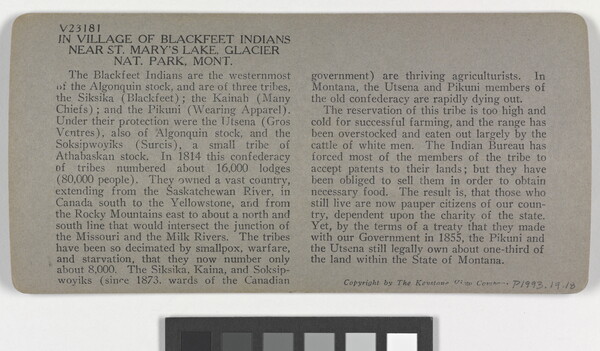 V23181
IN VILLAGE OF BLACKFEET INDIANS
NEAR ST. MARY'S LAKE, GLACIER
NAT. PARK, MONT.
The Blackfeet Indians are the westernmost
of the Algonquin stock, and are of three tribes,
the Siksika (Blackfeet); the Kainah (Many
Chiefs); and the Pikuni (Wearing Apparel).
Under their protection were the Utsena (Gros
Ventres), also of Algonquin stock, and the
Soksipwoyiks (Surcis), a small tribe of
Athabaskan stock. In 1814 this confederacy
of tribes numbered about 16,000 lodges
(80,000 people). They owned a vast country,
extending from the Saskatchewan River, in
Canada south to the Yellowstone, and from
the Rocky Mountains east to about a north and
south line that would intersect the junction of
the Missouri and the Milk Rivers. The tribes
have been so decimated by smallpox, warfare,
and starvation, that they now number only
about 8,000. The Siksika, Kaina, and Soksip-
woyiks (since 1873, wards of the Canadian
government) are thriving agriculturists. In
Montana, the Utsena and Pikuni members of
the old confederacy are rapidly dying out.
The reservation of this tribe is too high and
cold for successful farming, and the range has
been overstocked and eaten out largely by the
cattle of white men. The Indian Bureau has
forced most of the members of the tribe to
accept patents to their lands; but they have
been obliged to sell them in order to obtain
necessary food. The result is, that those who
still live are now pauper citizens of our coun-
try, dependent upon the charity of the state.
Yet, by the terms of a treaty that they made
with our Government in 1855, the Pikuni and
the Utsena still legally own about one-third of
the land within the State of Montana.
Copyright by The Keystone View Company P1993.19.18